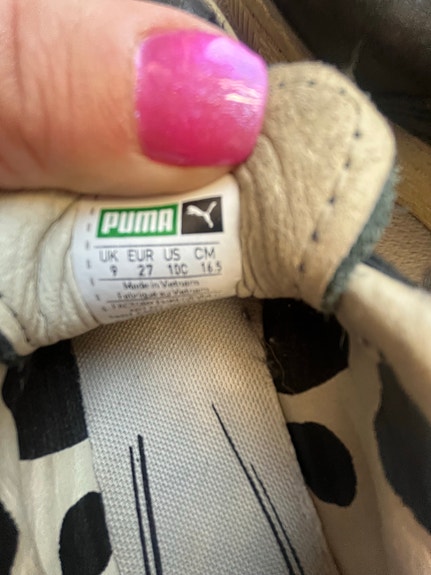 PUMA
UK EUR US CM
9 27 10C 16.5
Made in Vietnam
Fabriqué au Vietnam